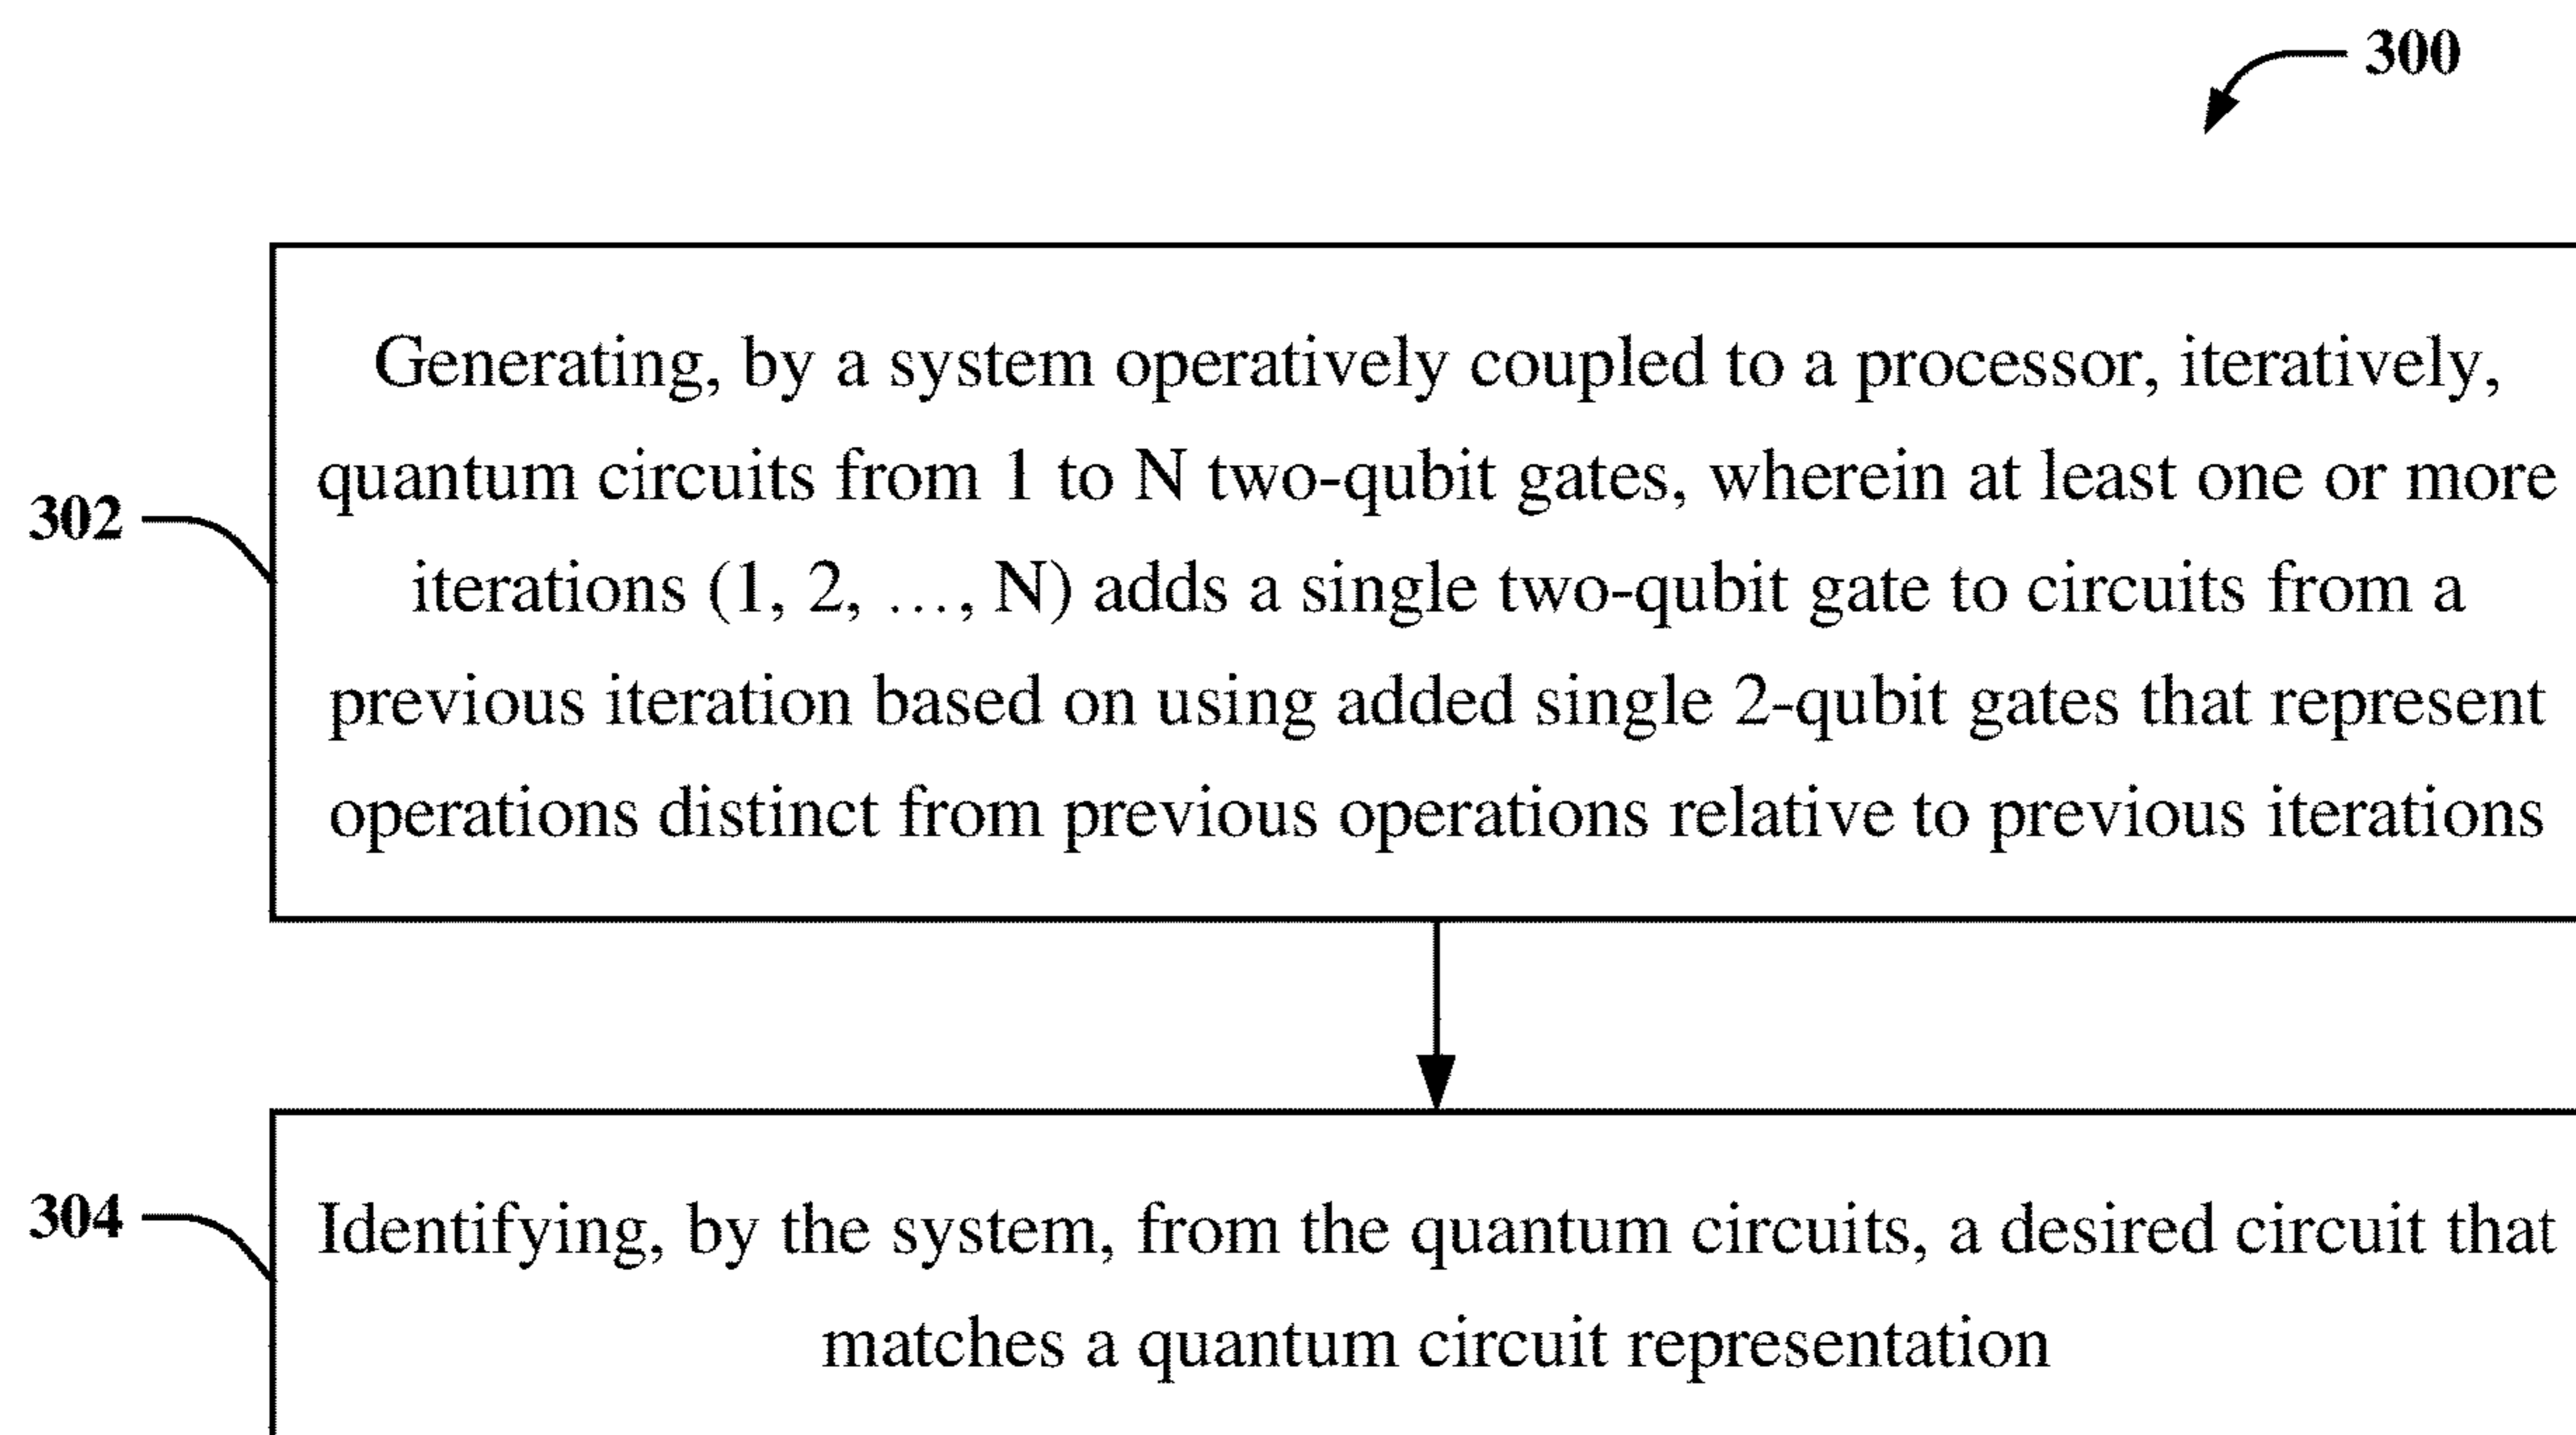 300
Generating, by a system operatively coupled to a processor, iteratively,
quantum circuits from 1 to N two-qubit gates, wherein at least one or more
302
iterations (1, 2, …, N) adds a single two-qubit gate to circuits from a
previous iteration based on using added single 2-qubit gates that represent
operations distinct from previous operations relative to previous iterations
304
Identifying, by the system, from the quantum circuits, a desired circuit that
matches a quantum circuit representation